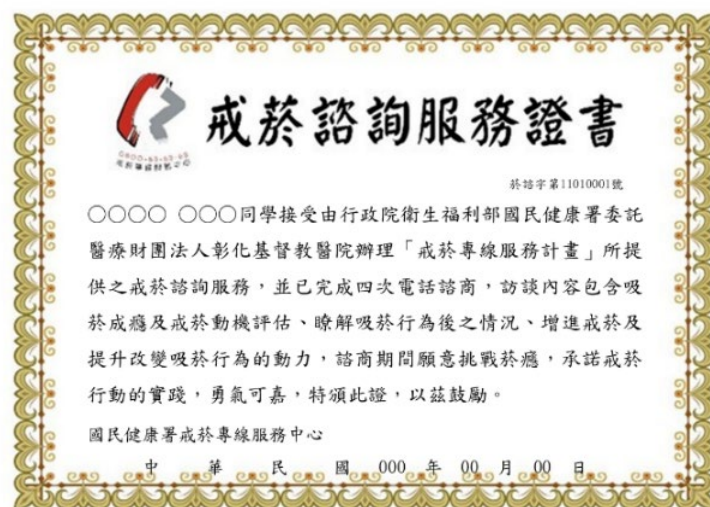 戒菸諮詢服務證書
0800-63-63-63
菸諮字第11010001號
○○○○ ○○○同學接受由行政院衛生福利部國民健康署委託
醫療財團法人彰化基督教醫院辦理「戒菸專線服務計畫」所提
供之戒菸諮詢服務，並已完成四次電話諮商，訪談內容包含吸
菸成癮及戒菸動機評估、瞭解吸菸行為後之情況、增進戒菸及
提升改變吸菸行為的動力，諮商期間願意挑戰菸癮，承諾戒菸
行動的實踐，勇氣可嘉，特頒此證，以茲鼓勵。
國民健康署戒菸專線服務中心
中 華 民 國 000 年 00 月 00 日